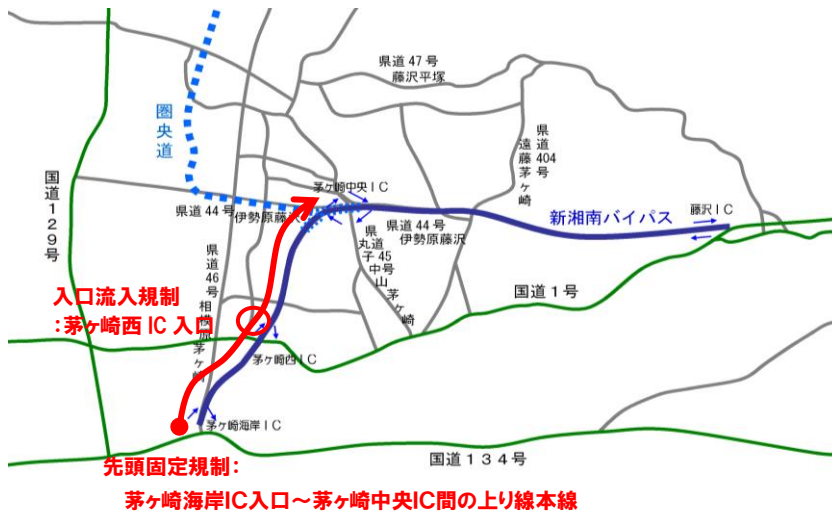 県道 47 号
藤沢平塚
圏央道
県道404号
遠藤茅ヶ崎
国道129号
茅ヶ崎中央ＩＣ
藤沢ＩＣ
県道 44 号
伊勢原藤沢
新湘南バイパス
県道 44 号
伊勢原藤沢
県道45号
丸子中山茅ヶ崎
県道46号
相模原茅ヶ崎
国道１号
入口流入規制
：茅ヶ崎西 IC 入口
茅ヶ崎西ＩＣ
茅ヶ崎海岸ＩＣ
国道１３４号
先頭固定規制：
茅ヶ崎海岸IC入口～茅ヶ崎中央IC間の上り線本線